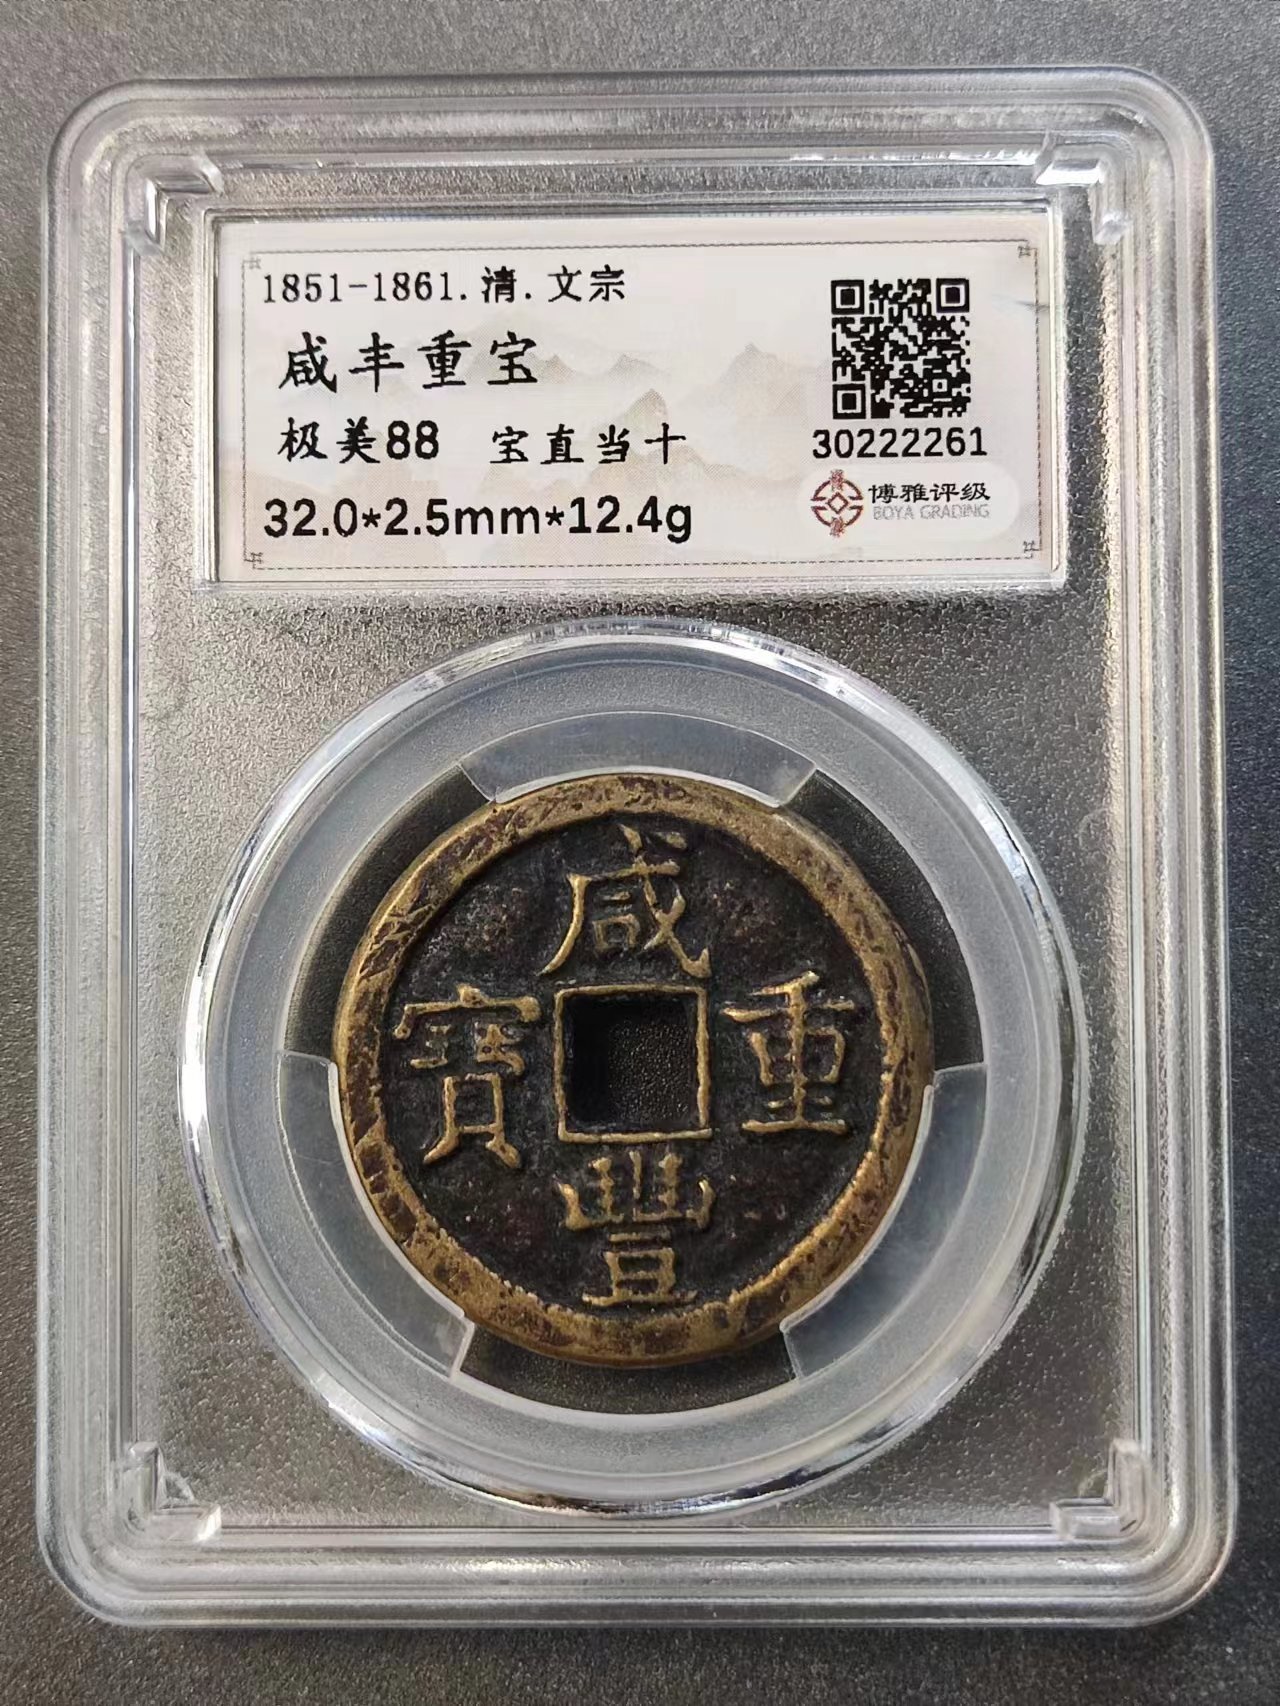 1851-1861.清.文宗
咸丰重宝
极美88 宝直当十
32.0*2.5mm*12.4g
30222261
博雅评级
BOYA GRADING
咸
寶 重
豐